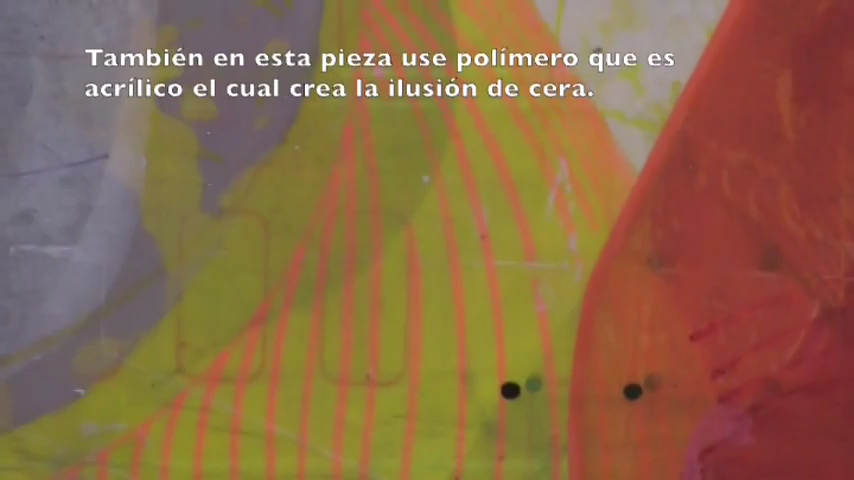 También en esta pieza use polímero que es
acrílico el cual crea la ilusión de cera.